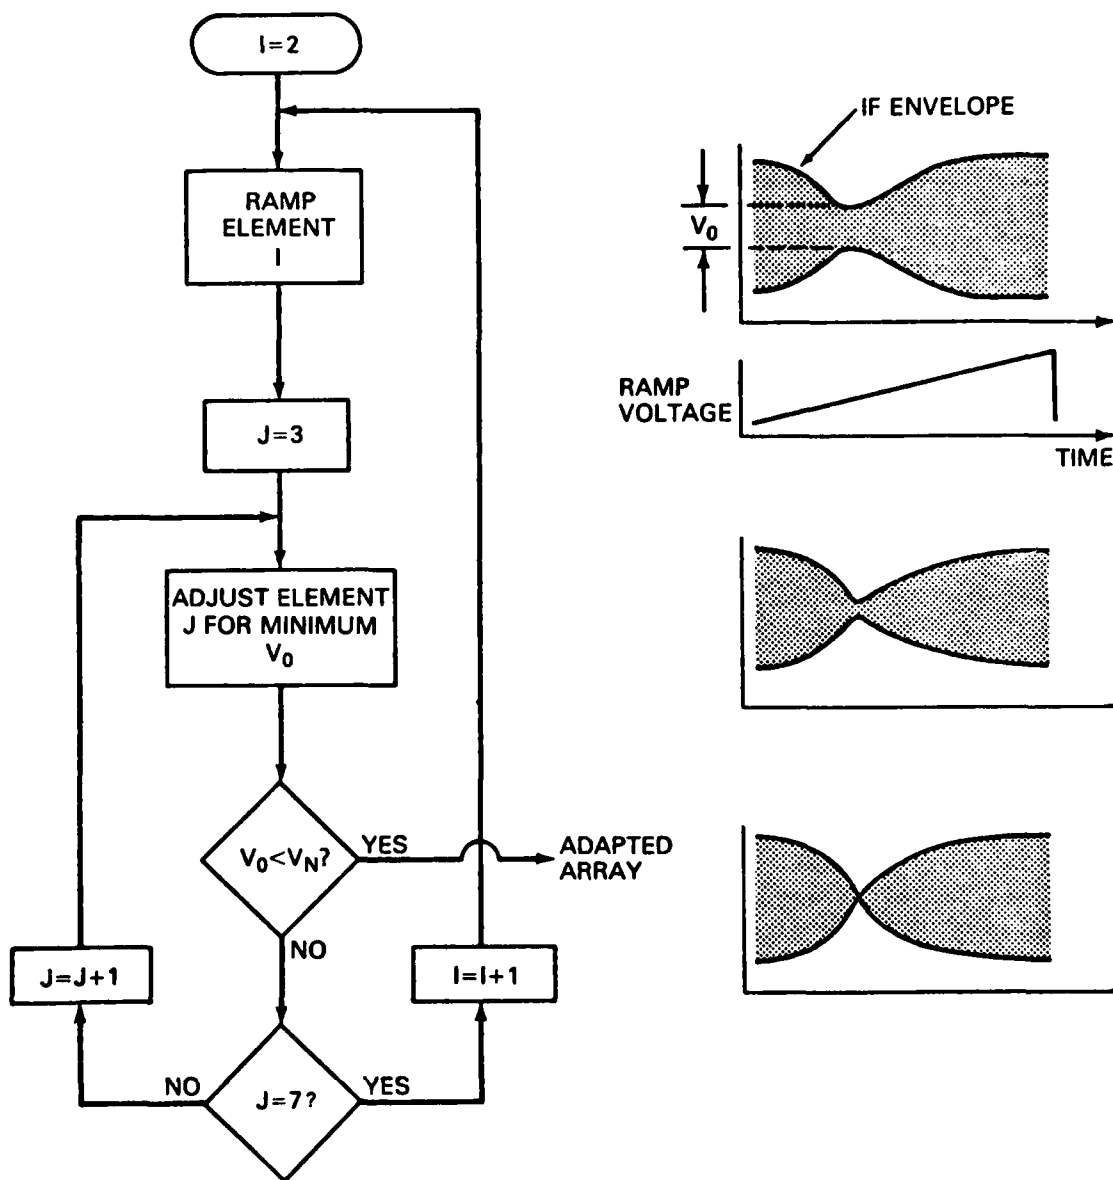 I=2
RAMP
ELEMENT
I
J=3
ADJUST ELEMENT
J FOR MINIMUM
V₀
V₀<V_N?
YES
ADAPTED
ARRAY
NO
J=J+1
I=I+1
NO
J=7?
YES
IF ENVELOPE
V₀
RAMP
VOLTAGE
TIME